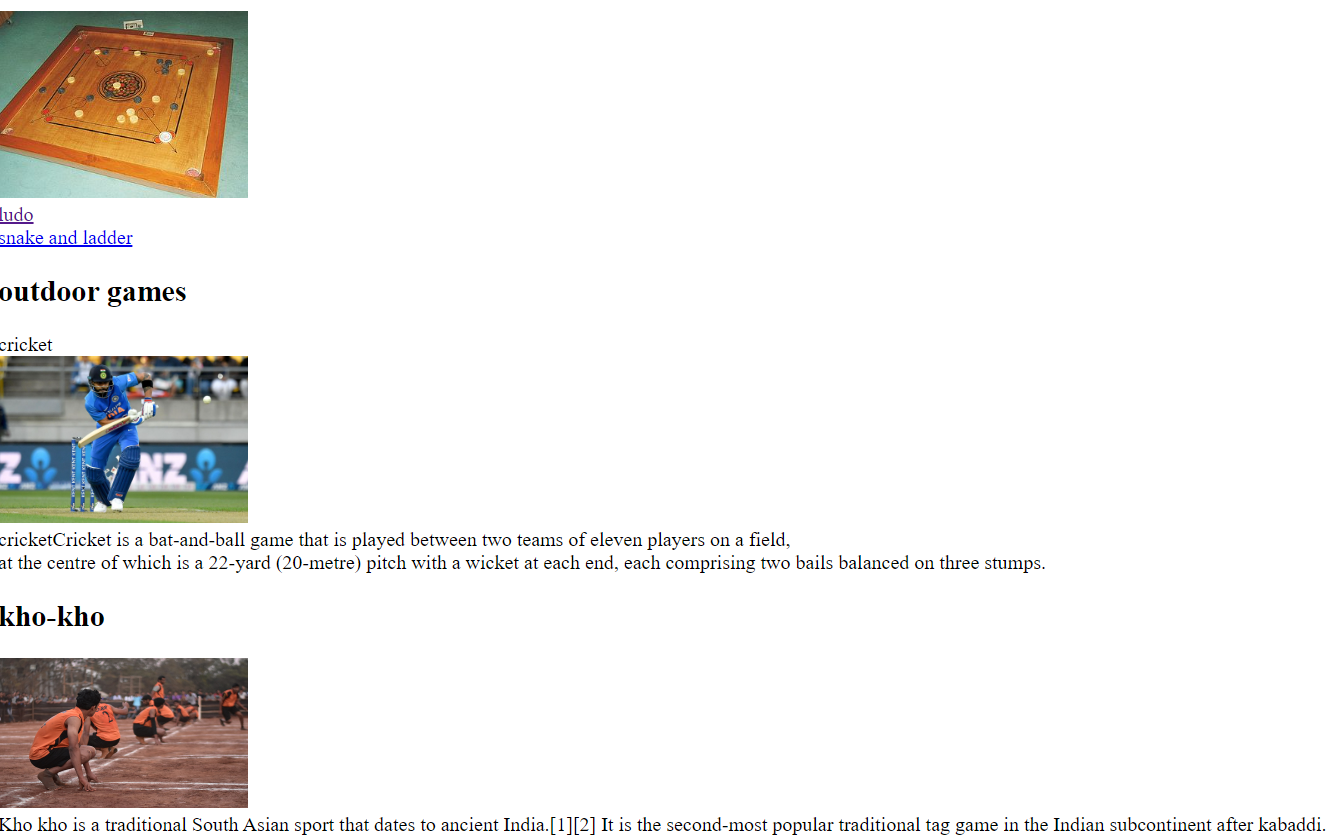 ludo
snake and ladder
outdoor games
cricket
NZ
cricketCricket is a bat-and-ball game that is played between two teams of eleven players on a field,
at the centre of which is a 22-yard (20-metre) pitch with a wicket at each end, each comprising two bails balanced on three stumps.
kho-kho
Kho kho is a traditional South Asian sport that dates to ancient India.[1][2] It is the second-most popular traditional tag game in the Indian subcontinent after kabaddi.